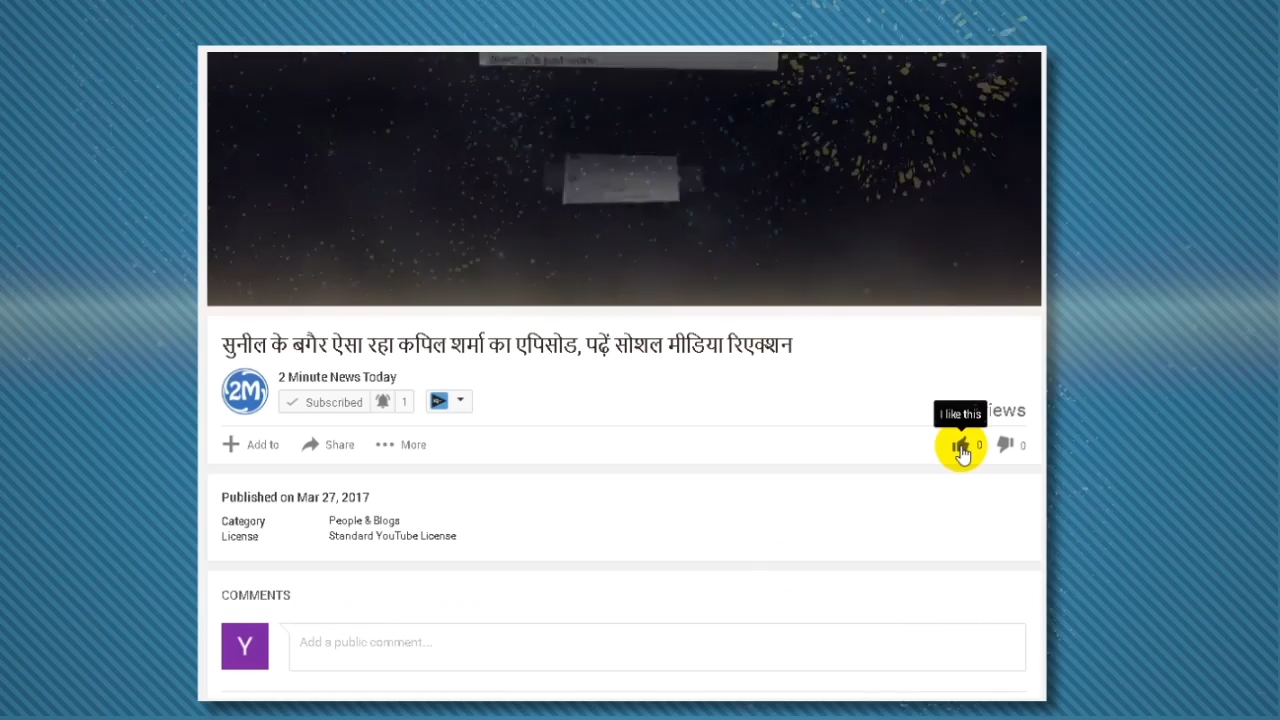 सुनील के बगैर ऐसा रहा कपिल शर्मा का एपिसोड, पढ़ें सोशल मीडिया रिएक्शन
2M
2 Minute News Today
Subscribed 1
I like this
Add to Share More 0 0
Published on Mar 27, 2017
Category People & Blogs
License Standard YouTube License
COMMENTS
Y
Add a public comment...